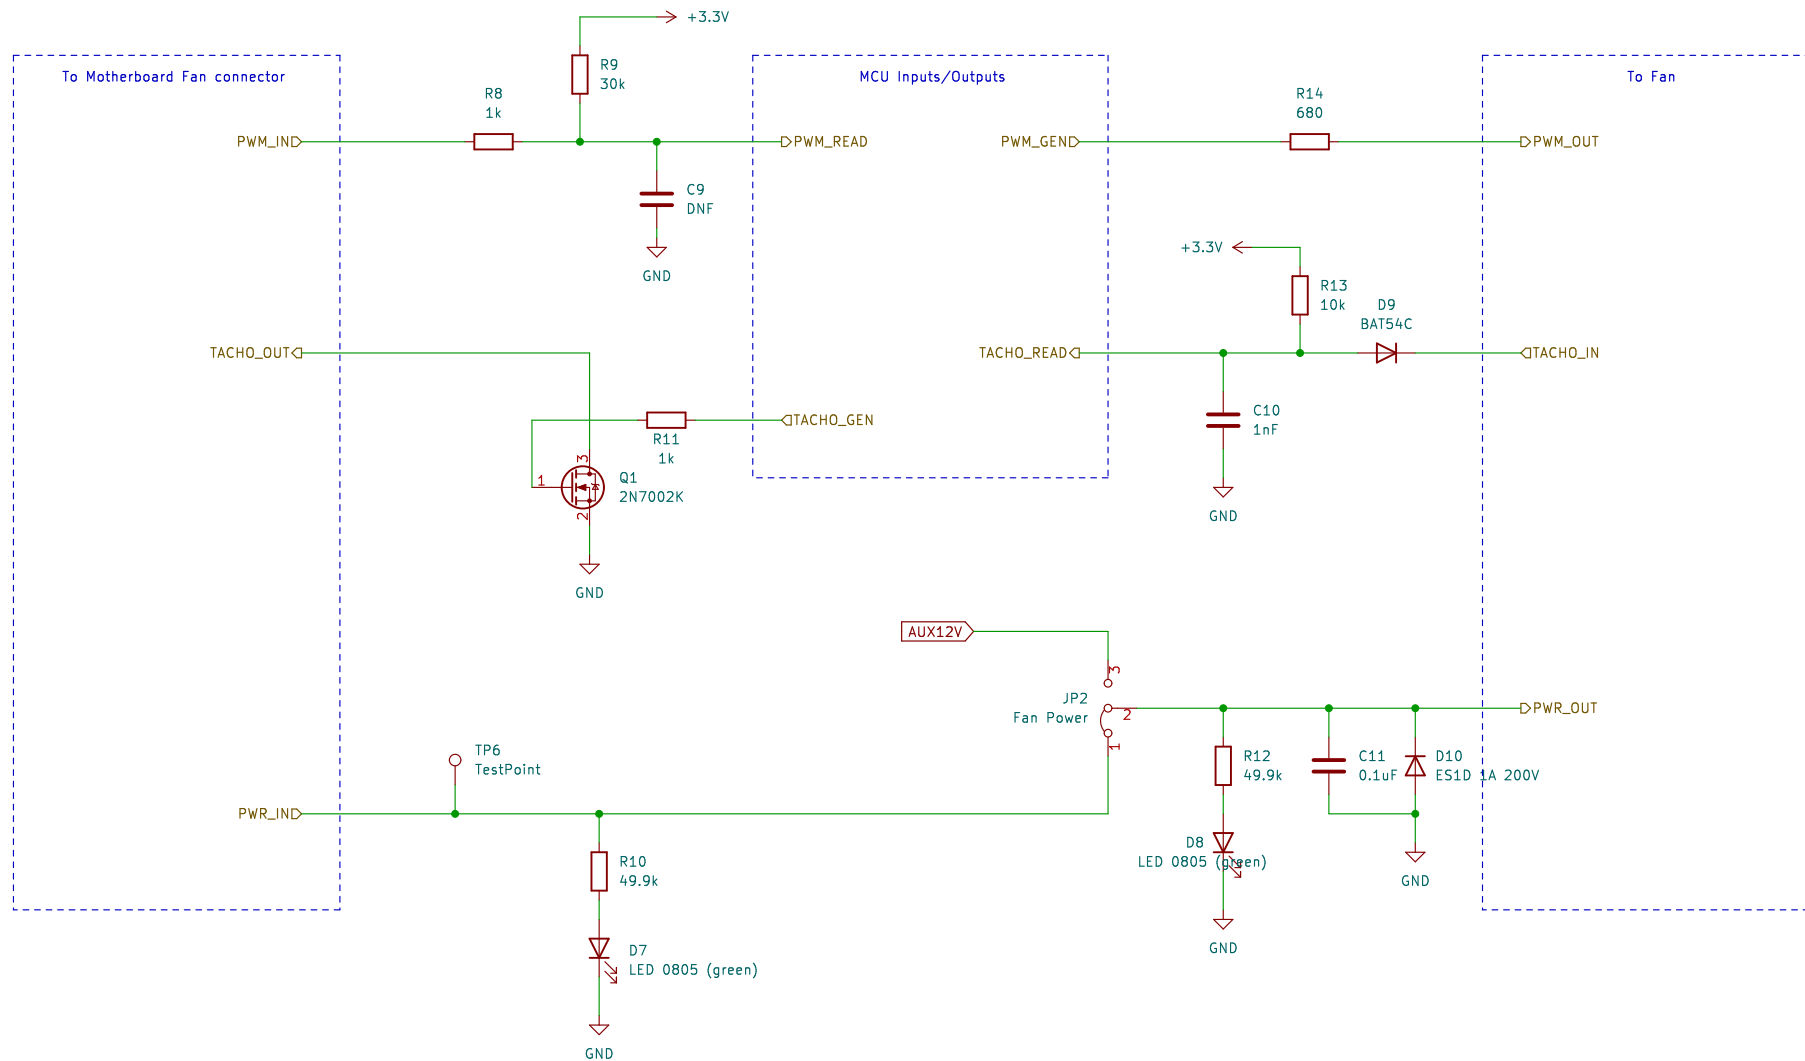 +3.3V
To Motherboard Fan connector
MCU Inputs/Outputs
To Fan
R9
30k
R8
1k
R14
680
PWM_IN
PWM_READ
PWM_GEN
PWM_OUT
C9
DNF
GND
+3.3V
R13
10k
D9
BAT54C
TACHO_OUT
TACHO_READ
TACHO_IN
C10
1nF
TACHO_GEN
R11
1k
3
1
2
Q1
2N7002K
GND
GND
AUX12V
3
JP2
Fan Power
2
1
PWR_OUT
TP6
TestPoint
R12
49.9k
C11
0.1uF
D10
ES1D 1A 200V
PWR_IN
D8
LED 0805 (green)
R10
49.9k
GND
GND
D7
LED 0805 (green)
GND